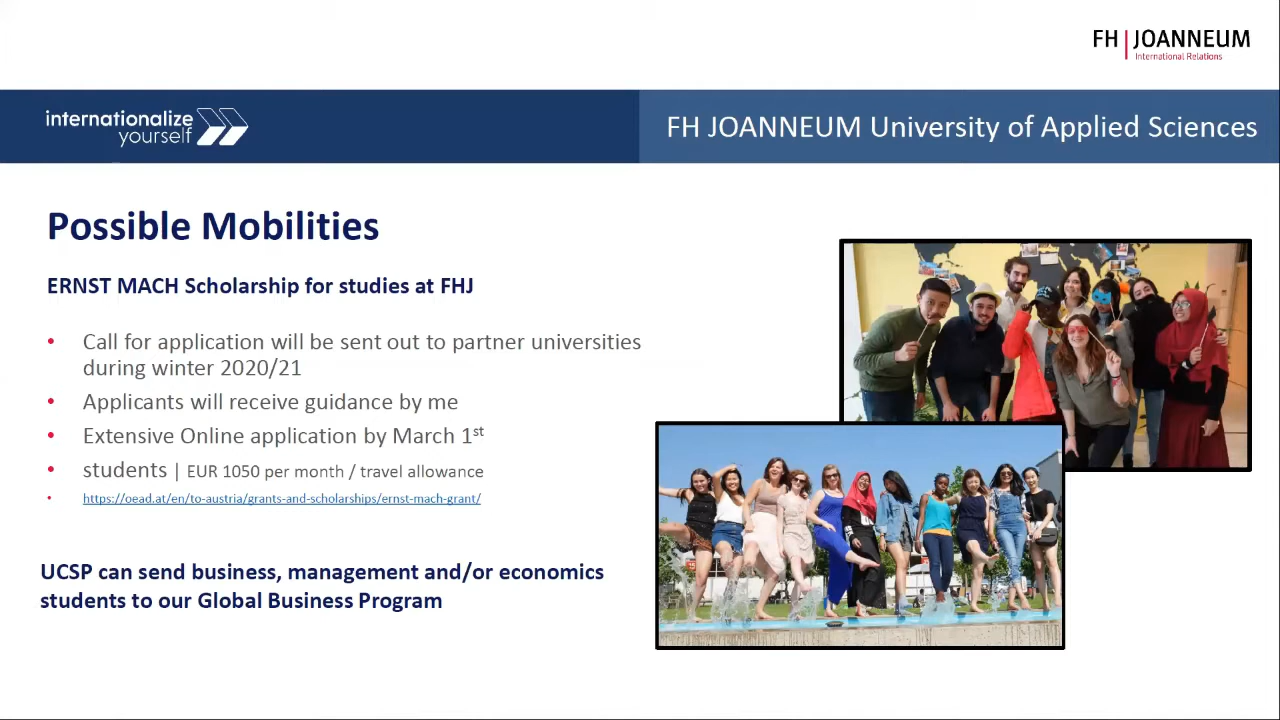 FH | JOANNEUM
International Relations
internationalize
yourself
FH JOANNEUM University of Applied Sciences
Possible Mobilities
ERNST MACH Scholarship for studies at FHJ
• Call for application will be sent out to partner universities
during winter 2020/21
• Applicants will receive guidance by me
• Extensive Online application by March 1st
• students | EUR 1050 per month / travel allowance
• https://oead.at/en/to-austria/grants-and-scholarships/ernst-mach-grant/
UCSP can send business, management and/or economics
students to our Global Business Program